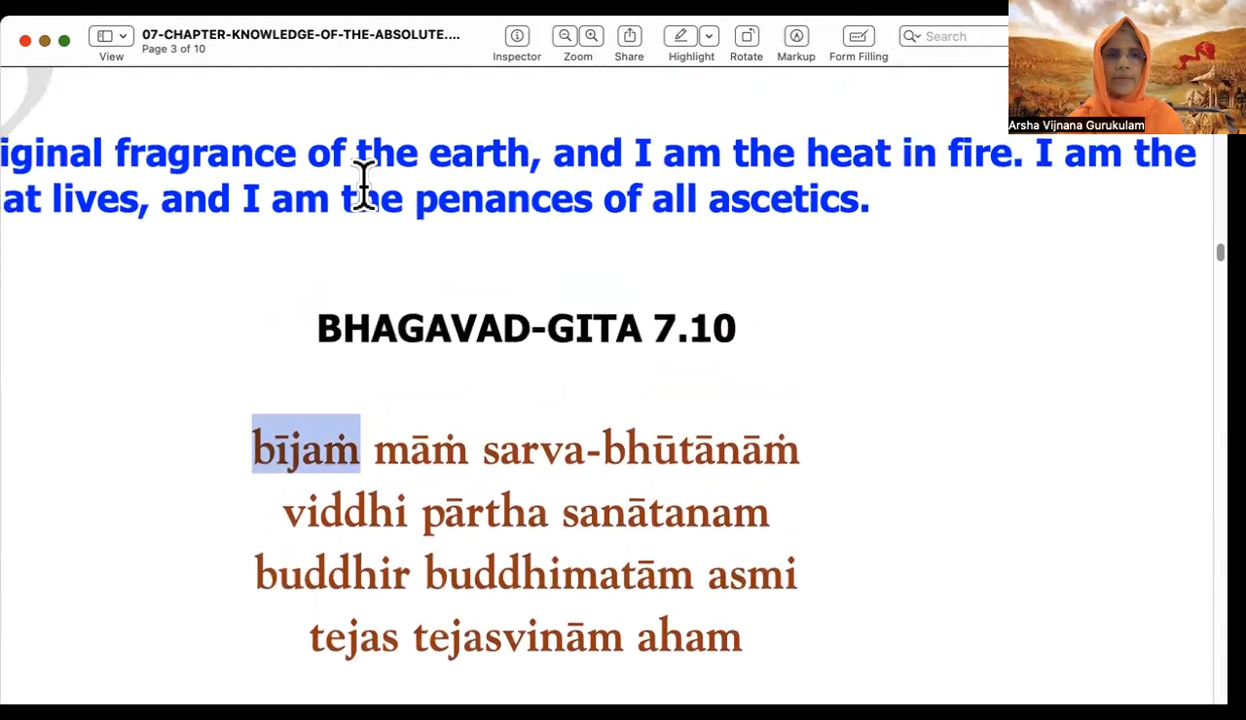 07-CHAPTER-KNOWLEDGE-OF-THE-ABSOLUTE....
Page 3 of 10
View
Inspector
Zoom
Share
Highlight
Rotate
Markup
Form Filling
Search
Arsha Vijnana Gurukulam
iginal fragrance of the earth, and I am the heat in fire. I am the
at lives, and I am the penances of all ascetics.
BHAGAVAD-GITA 7.10
bījaṁ māṁ sarva-bhūtānāṁ
viddhi pārtha sanātanam
buddhir buddhimatām asmi
tejas tejasvinām aham